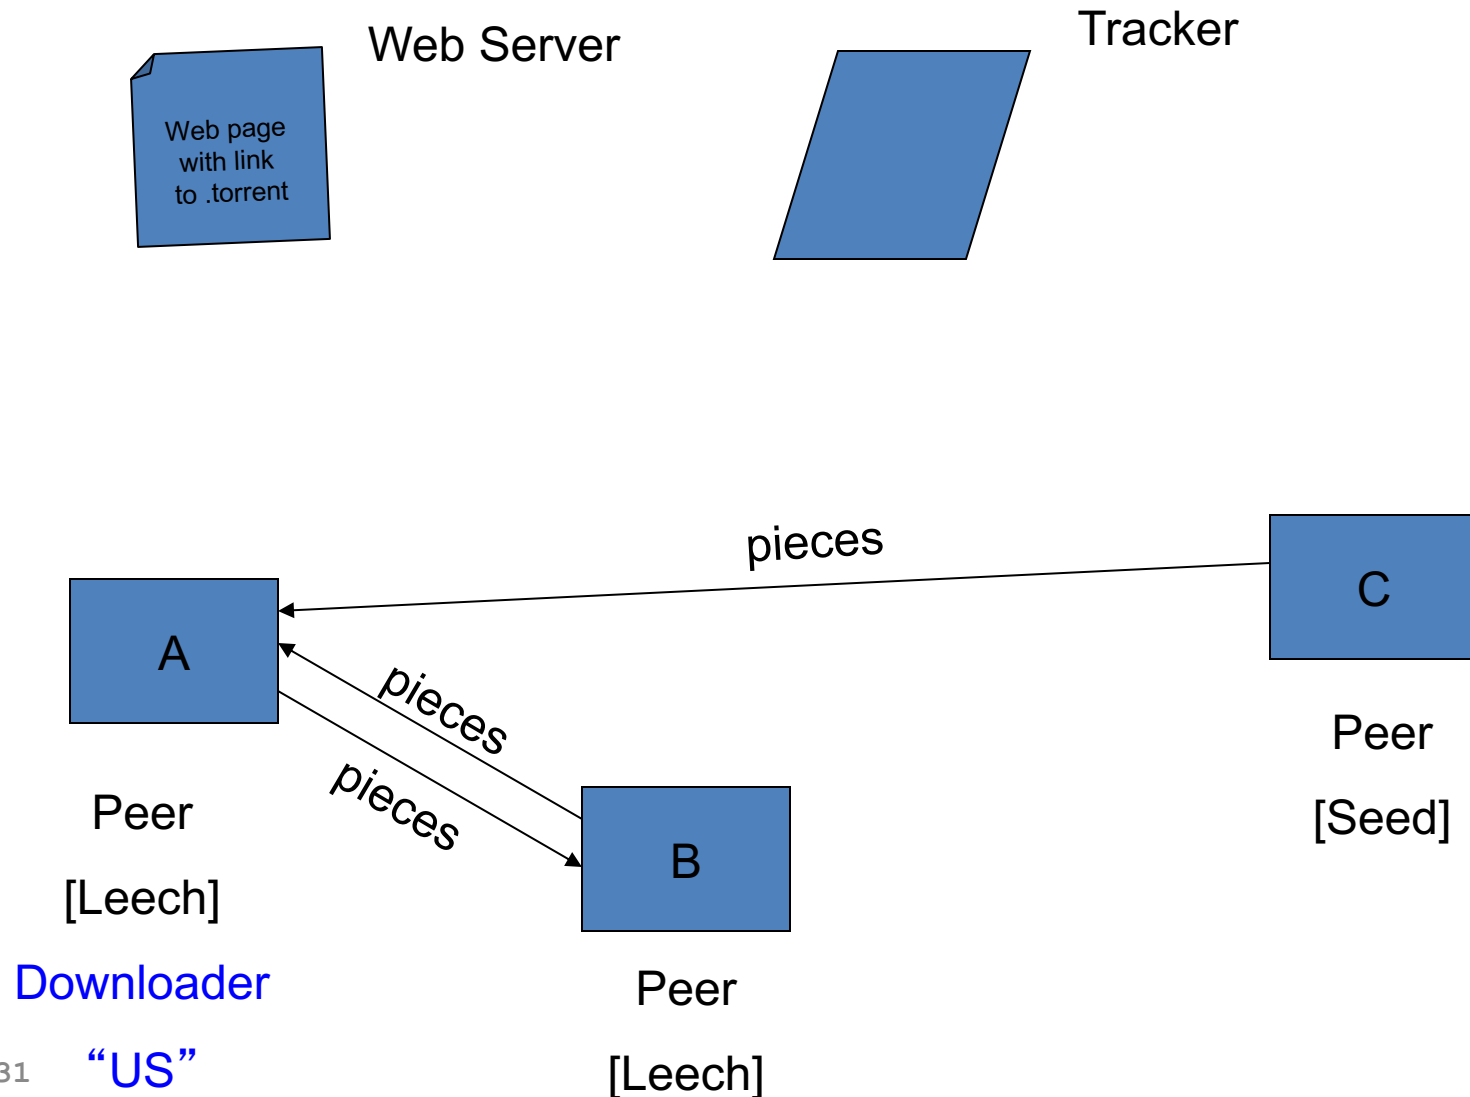 Web Server
Tracker
Web page
with link
to .torrent
pieces
C
A
pieces
pieces
Peer
[Seed]
Peer
[Leech]
B
Downloader
“US”
Peer
[Leech]
31